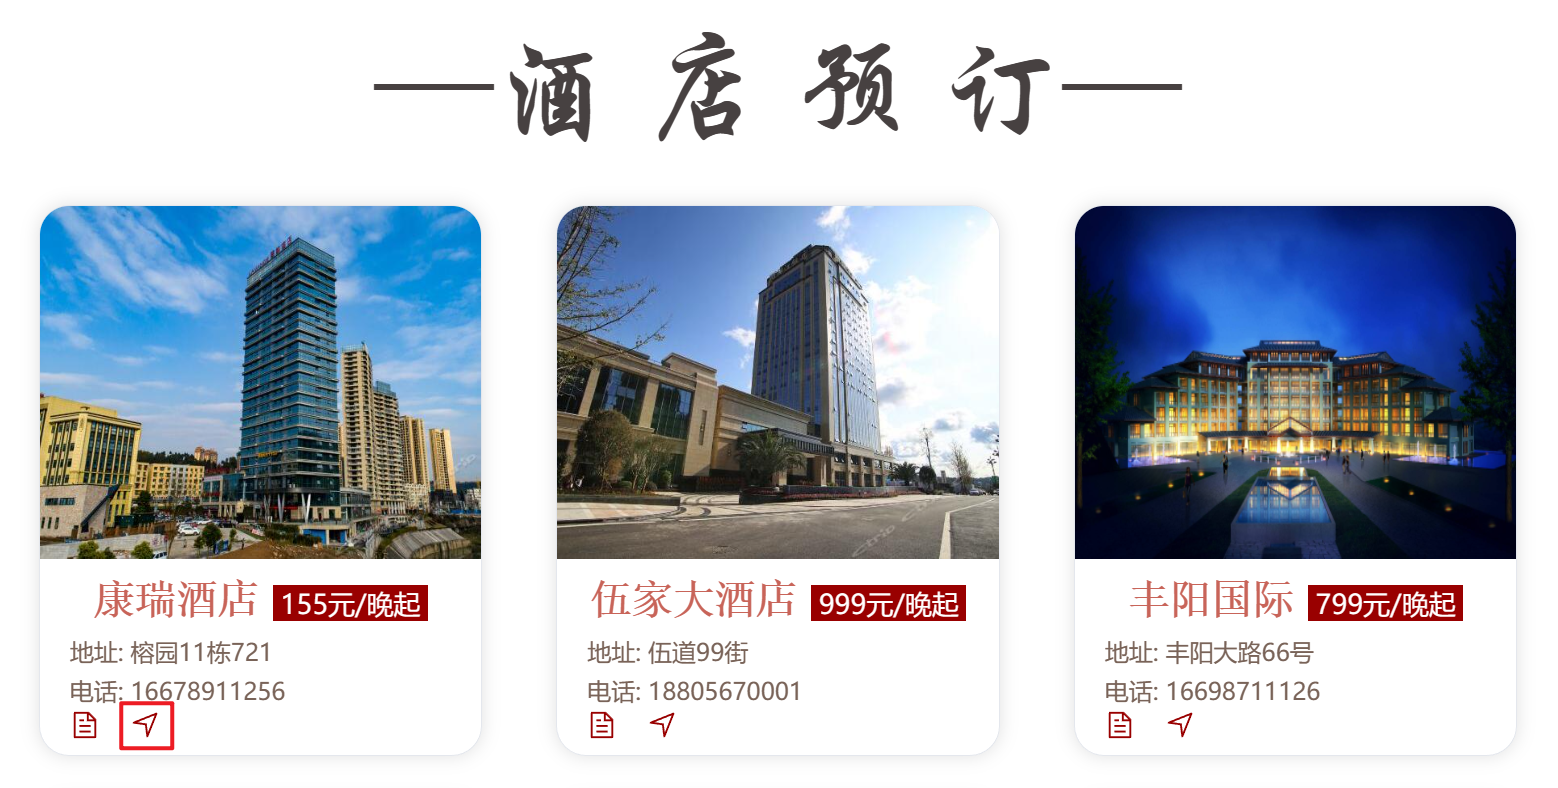 酒店预订
康瑞酒店 155元/晚起
地址: 榕园11栋721
电话: 16678911256
伍家大酒店 999元/晚起
地址: 伍道99街
电话: 18805670001
丰阳国际 799元/晚起
地址: 丰阳大路66号
电话: 16698711126